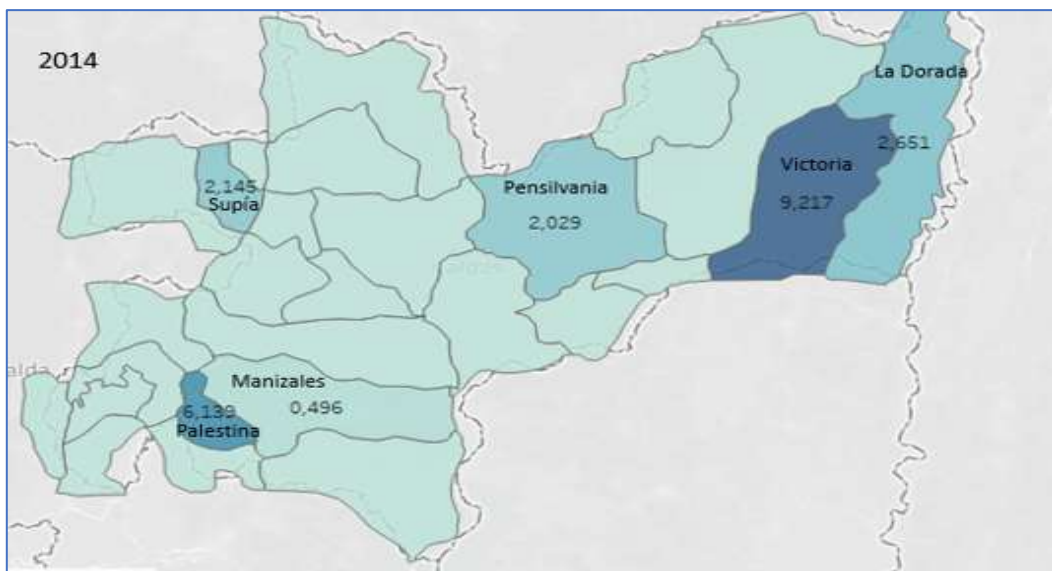 2014
La Dorada
2,651
Victoria
9,217
Pensilvania
2,029
2,145
Supía
Manizales
0,496
6,139
Palestina